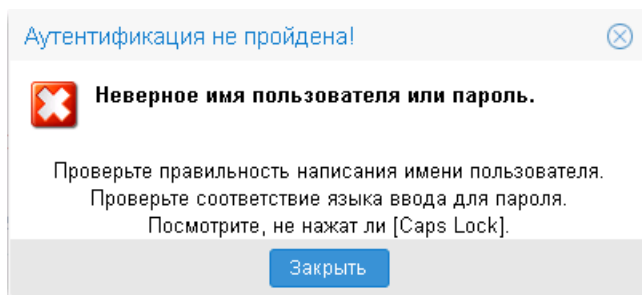 Аутентификация не пройдена!
Неверное имя пользователя или пароль.
Проверьте правильность написания имени пользователя.
Проверьте соответствие языка ввода для пароля.
Посмотрите, не нажат ли [Caps Lock].
Закрыть